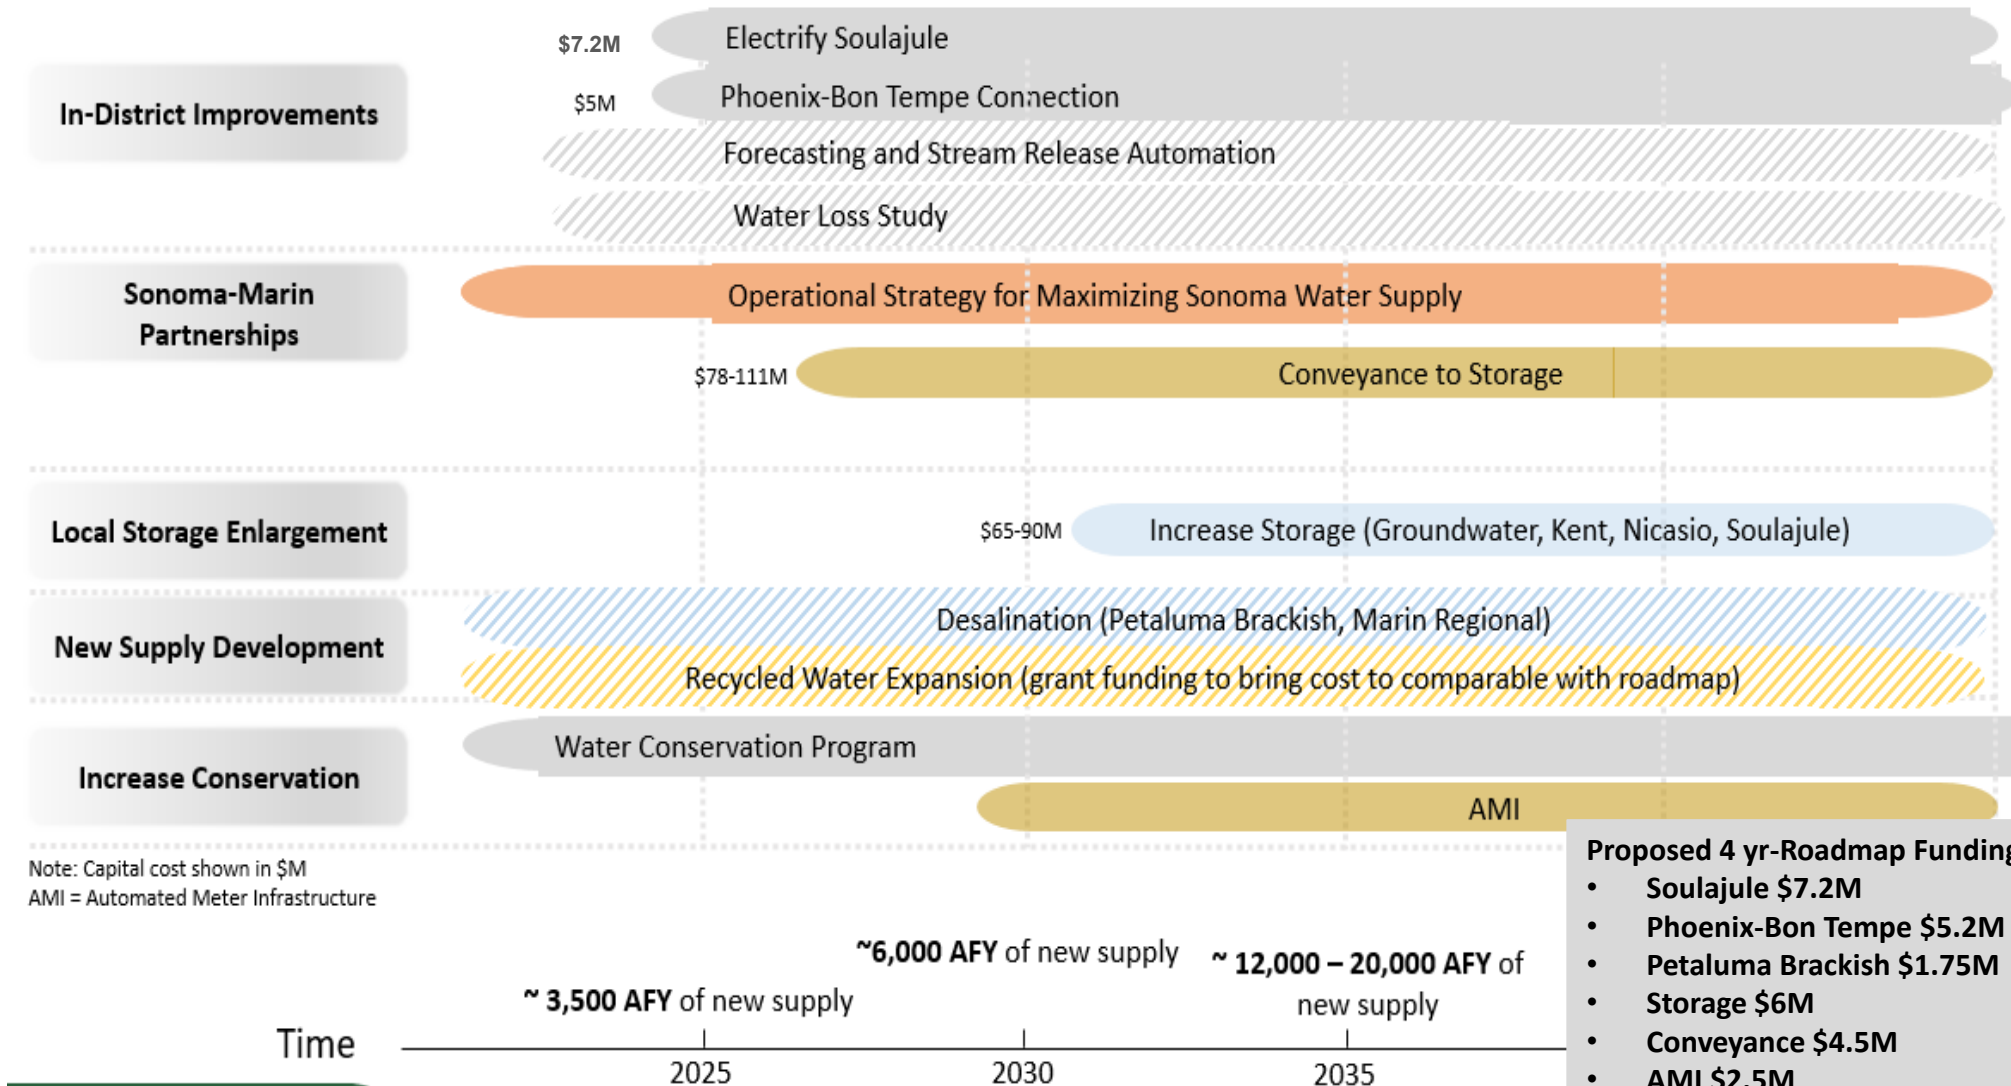 $7.2M
Electrify Soulajule
In-District Improvements
$5M
Phoenix-Bon Tempe Connection
Forecasting and Stream Release Automation
Water Loss Study
Sonoma-Marin
Partnerships
Operational Strategy for Maximizing Sonoma Water Supply
$78-111M
Conveyance to Storage
Local Storage Enlargement
$65-90M
Increase Storage (Groundwater, Kent, Nicasio, Soulajule)
New Supply Development
Desalination (Petaluma Brackish, Marin Regional)
Recycled Water Expansion (grant funding to bring cost to comparable with roadmap)
Increase Conservation
Water Conservation Program
AMI
Note: Capital cost shown in $M
AMI = Automated Meter Infrastructure
~ 3,500 AFY of new supply
~6,000 AFY of new supply
~ 12,000 – 20,000 AFY of
new supply
Time
2025
2030
2035
Proposed 4 yr-Roadmap Funding
• Soulajule $7.2M
• Phoenix-Bon Tempe $5.2M
• Petaluma Brackish $1.75M
• Storage $6M
• Conveyance $4.5M
• AMI $2.5M